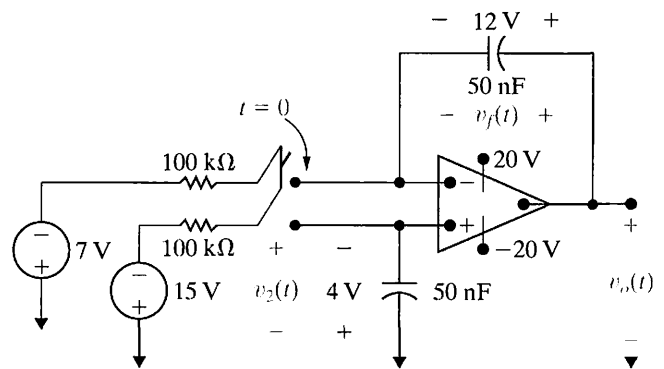 − 12 V +
50 nF
− v_f(t) +
t = 0
100 kΩ
100 kΩ
20 V
−
+
−20 V
−
+
7 V
−
+
15 V
+
v_2(t)
−
−
4 V
+
50 nF
+
v_o(t)
−